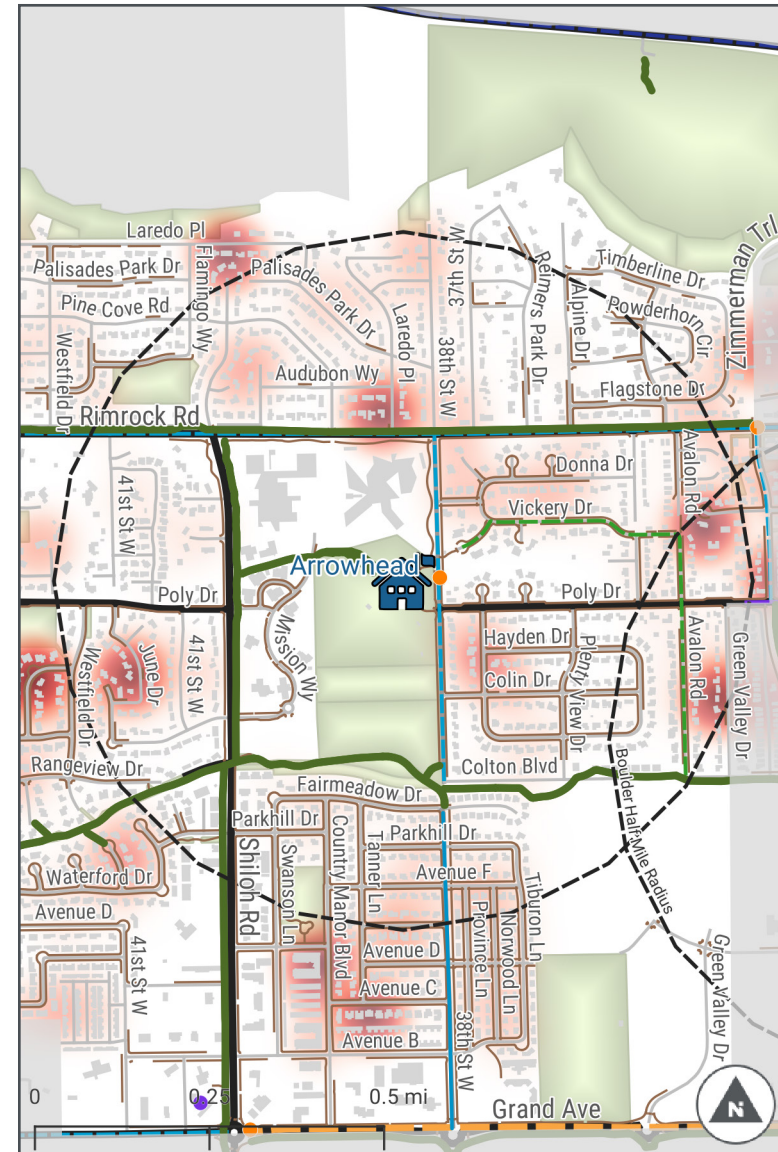 Laredo Pl
Palisades Park Dr
Flamingo Wy
Palisades Park Dr
37th St W
Reimers Park Dr
Timberline Dr
Zimmerman Trl
Pine Cove Rd
Laredo Pl
Alpine Dr
Powderhorn Cir
Westfield Dr
38th St W
Audubon Wy
Flagstone Dr
Rimrock Rd
Avalon Rd
Donna Dr
41st St W
Vickery Dr
Arrowhead
Poly Dr
Poly Dr
Mission Wy
Hayden Dr
Plenty View Dr
Avalon Rd
Green Valley Dr
Westfield Dr
June Dr
41st St W
Colin Dr
Rangeview Dr
Colton Blvd
Fairmeadow Dr
Boulder Half Mile Radius
Parkhill Dr
Parkhill Dr
Shiloh Rd
Swanson Ln
Country Manor Blvd
Tanner Ln
Avenue F
Tiburon Ln
Waterford Dr
Avenue D
Province Ln
Norwood Ln
41st St W
Avenue D
Green Valley Dr
Avenue C
Avenue B
38th St W
0
0.25
0.5 mi
Grand Ave
N